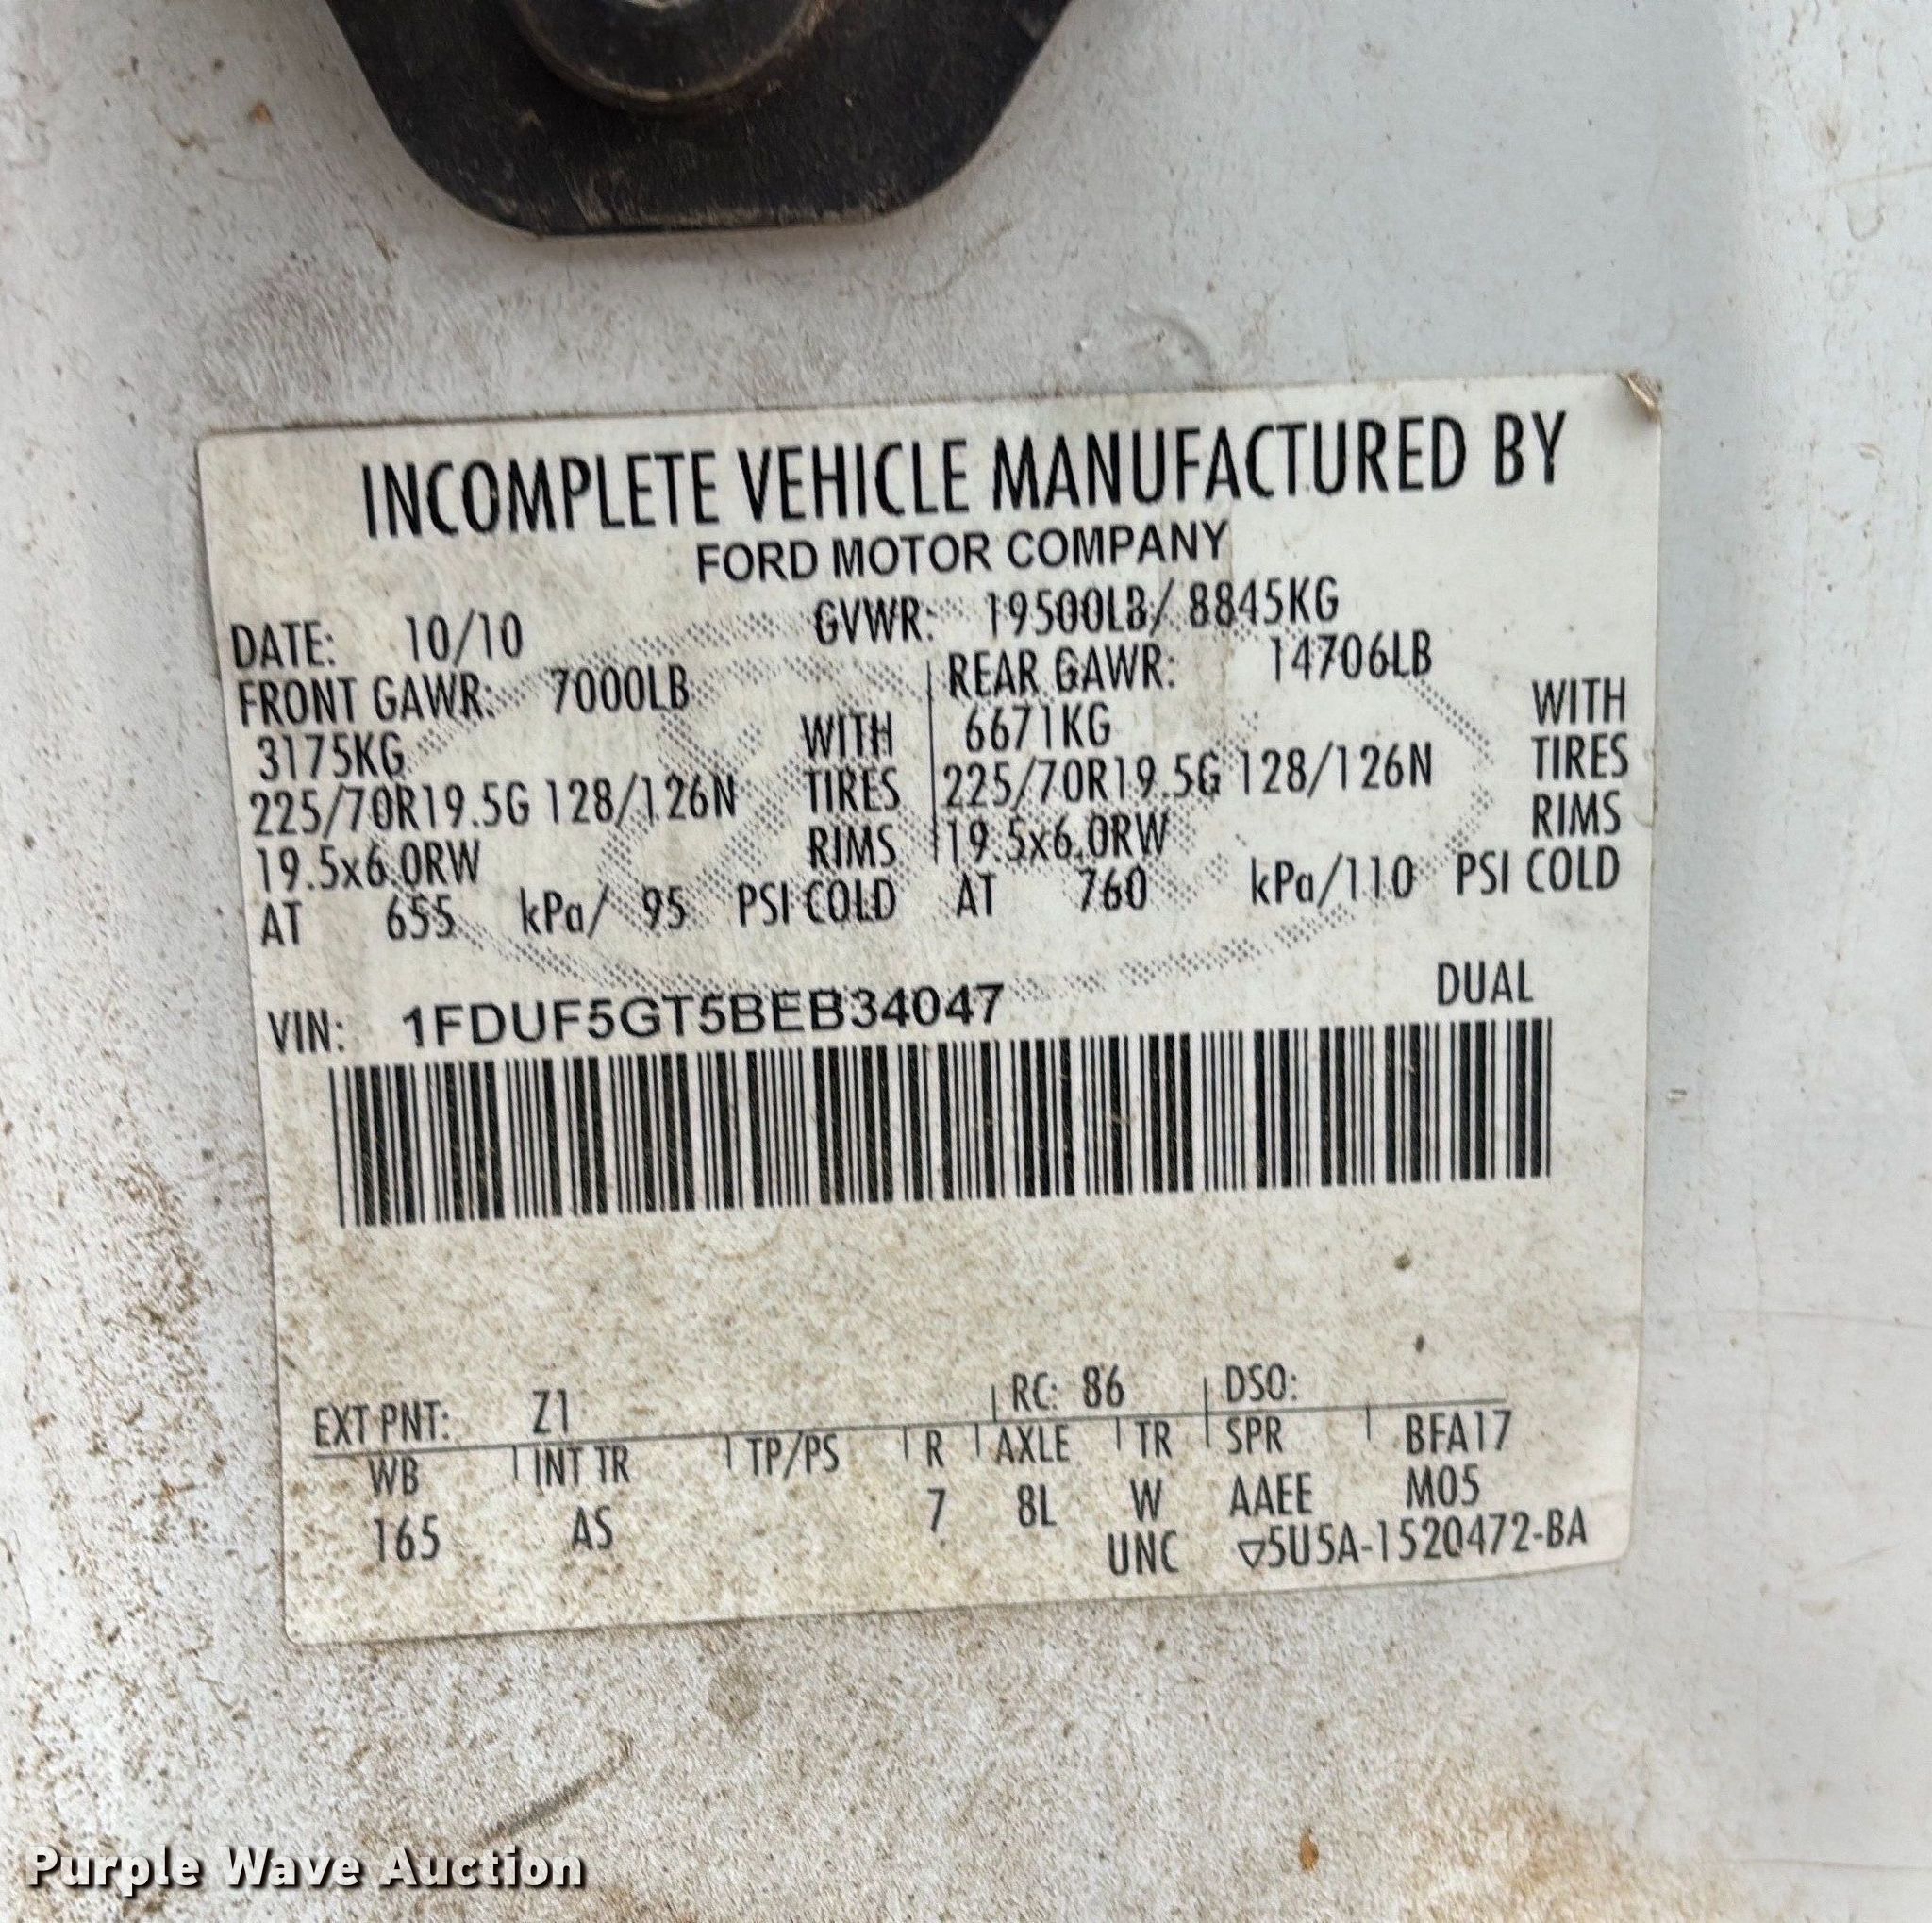 INCOMPLETE VEHICLE MANUFACTURED BY
FORD MOTOR COMPANY
DATE: 10/10 GVWR: 19500LB/ 8845KG
FRONT GAWR: 7000LB REAR GAWR: 14706LB
3175KG WITH 6671KG WITH
225/70R19.5G 128/126N TIRES 225/70R19.5G 128/126N TIRES
19.5x6.0RW RIMS 19.5x6.0RW RIMS
AT 655 kPa/ 95 PSI COLD AT 760 kPa/110 PSI COLD
VIN: 1FDUF5GT5BEB34047 DUAL
EXT PNT: Z1 RC: 86 DSO:
WB INT TR TP/PS R AXLE TR SPR BFA17
165 AS 7 8L W AAEE M05
UNC ▽5U5A-1520472-BA
Purple Wave Auction